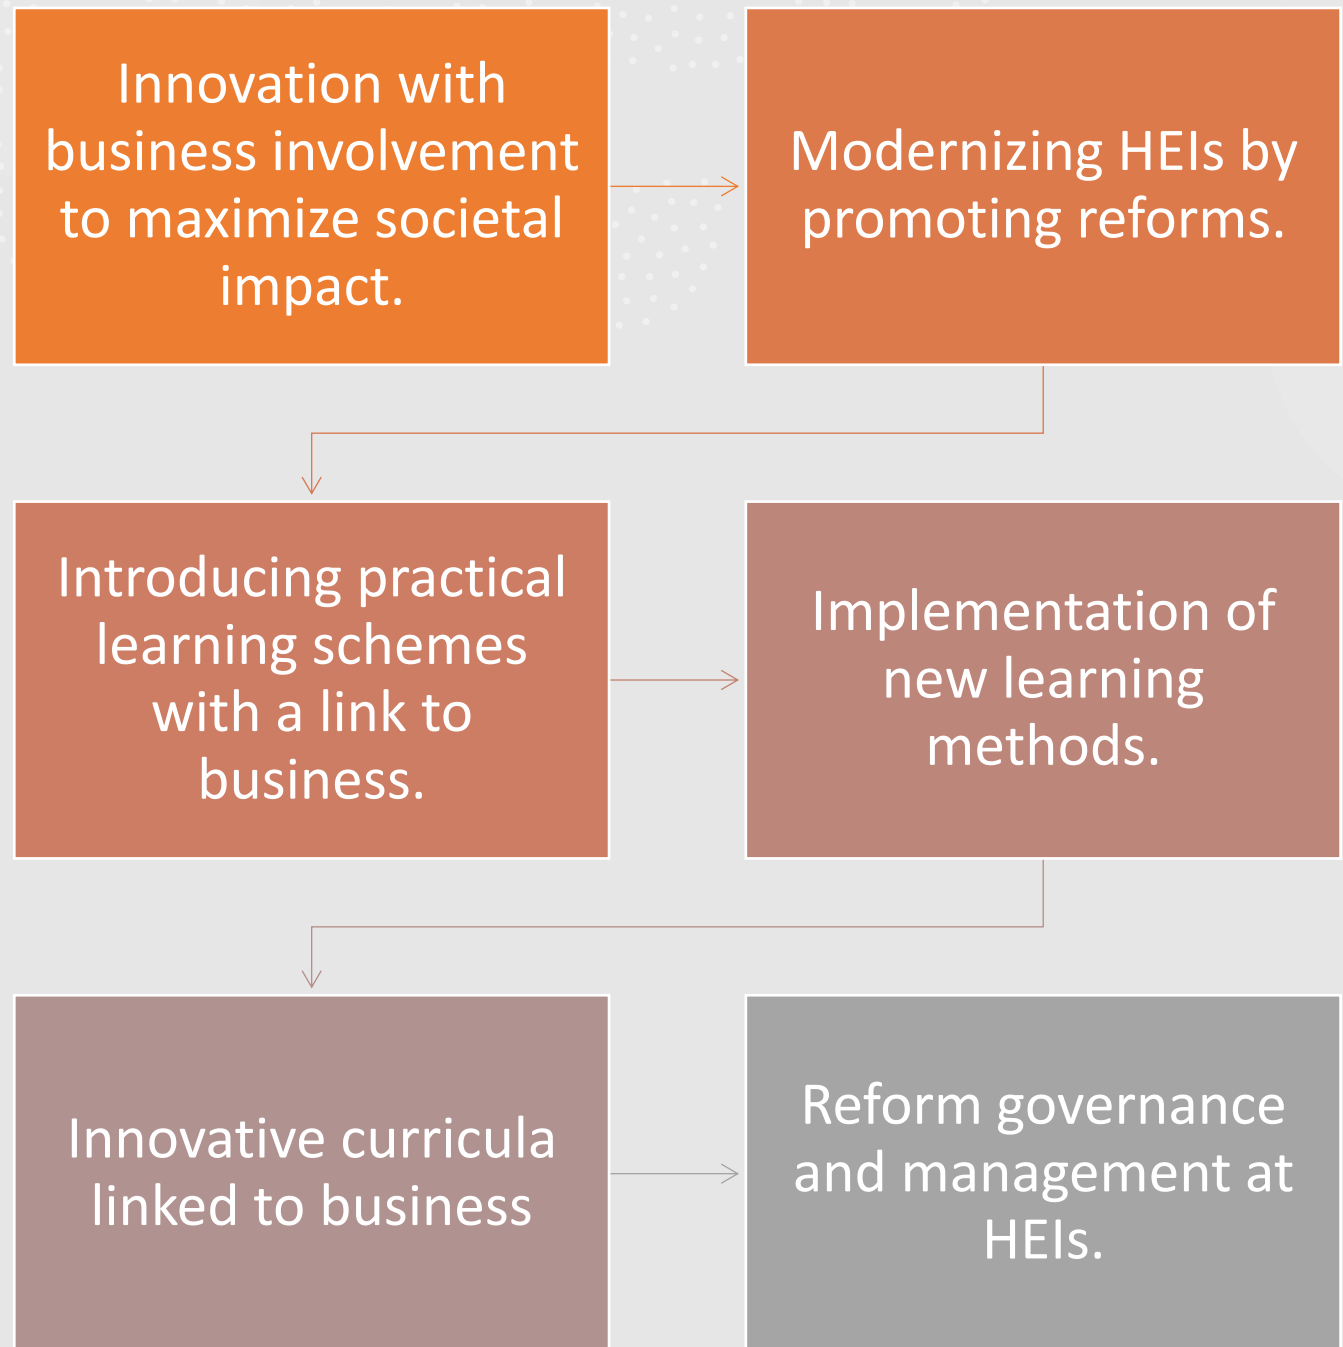 Innovation with
business involvement
to maximize societal
impact.
Modernizing HEIs by
promoting reforms.
Introducing practical
learning schemes
with a link to
business.
Implementation of
new learning
methods.
Innovative curricula
linked to business
Reform governance
and management at
HEIs.